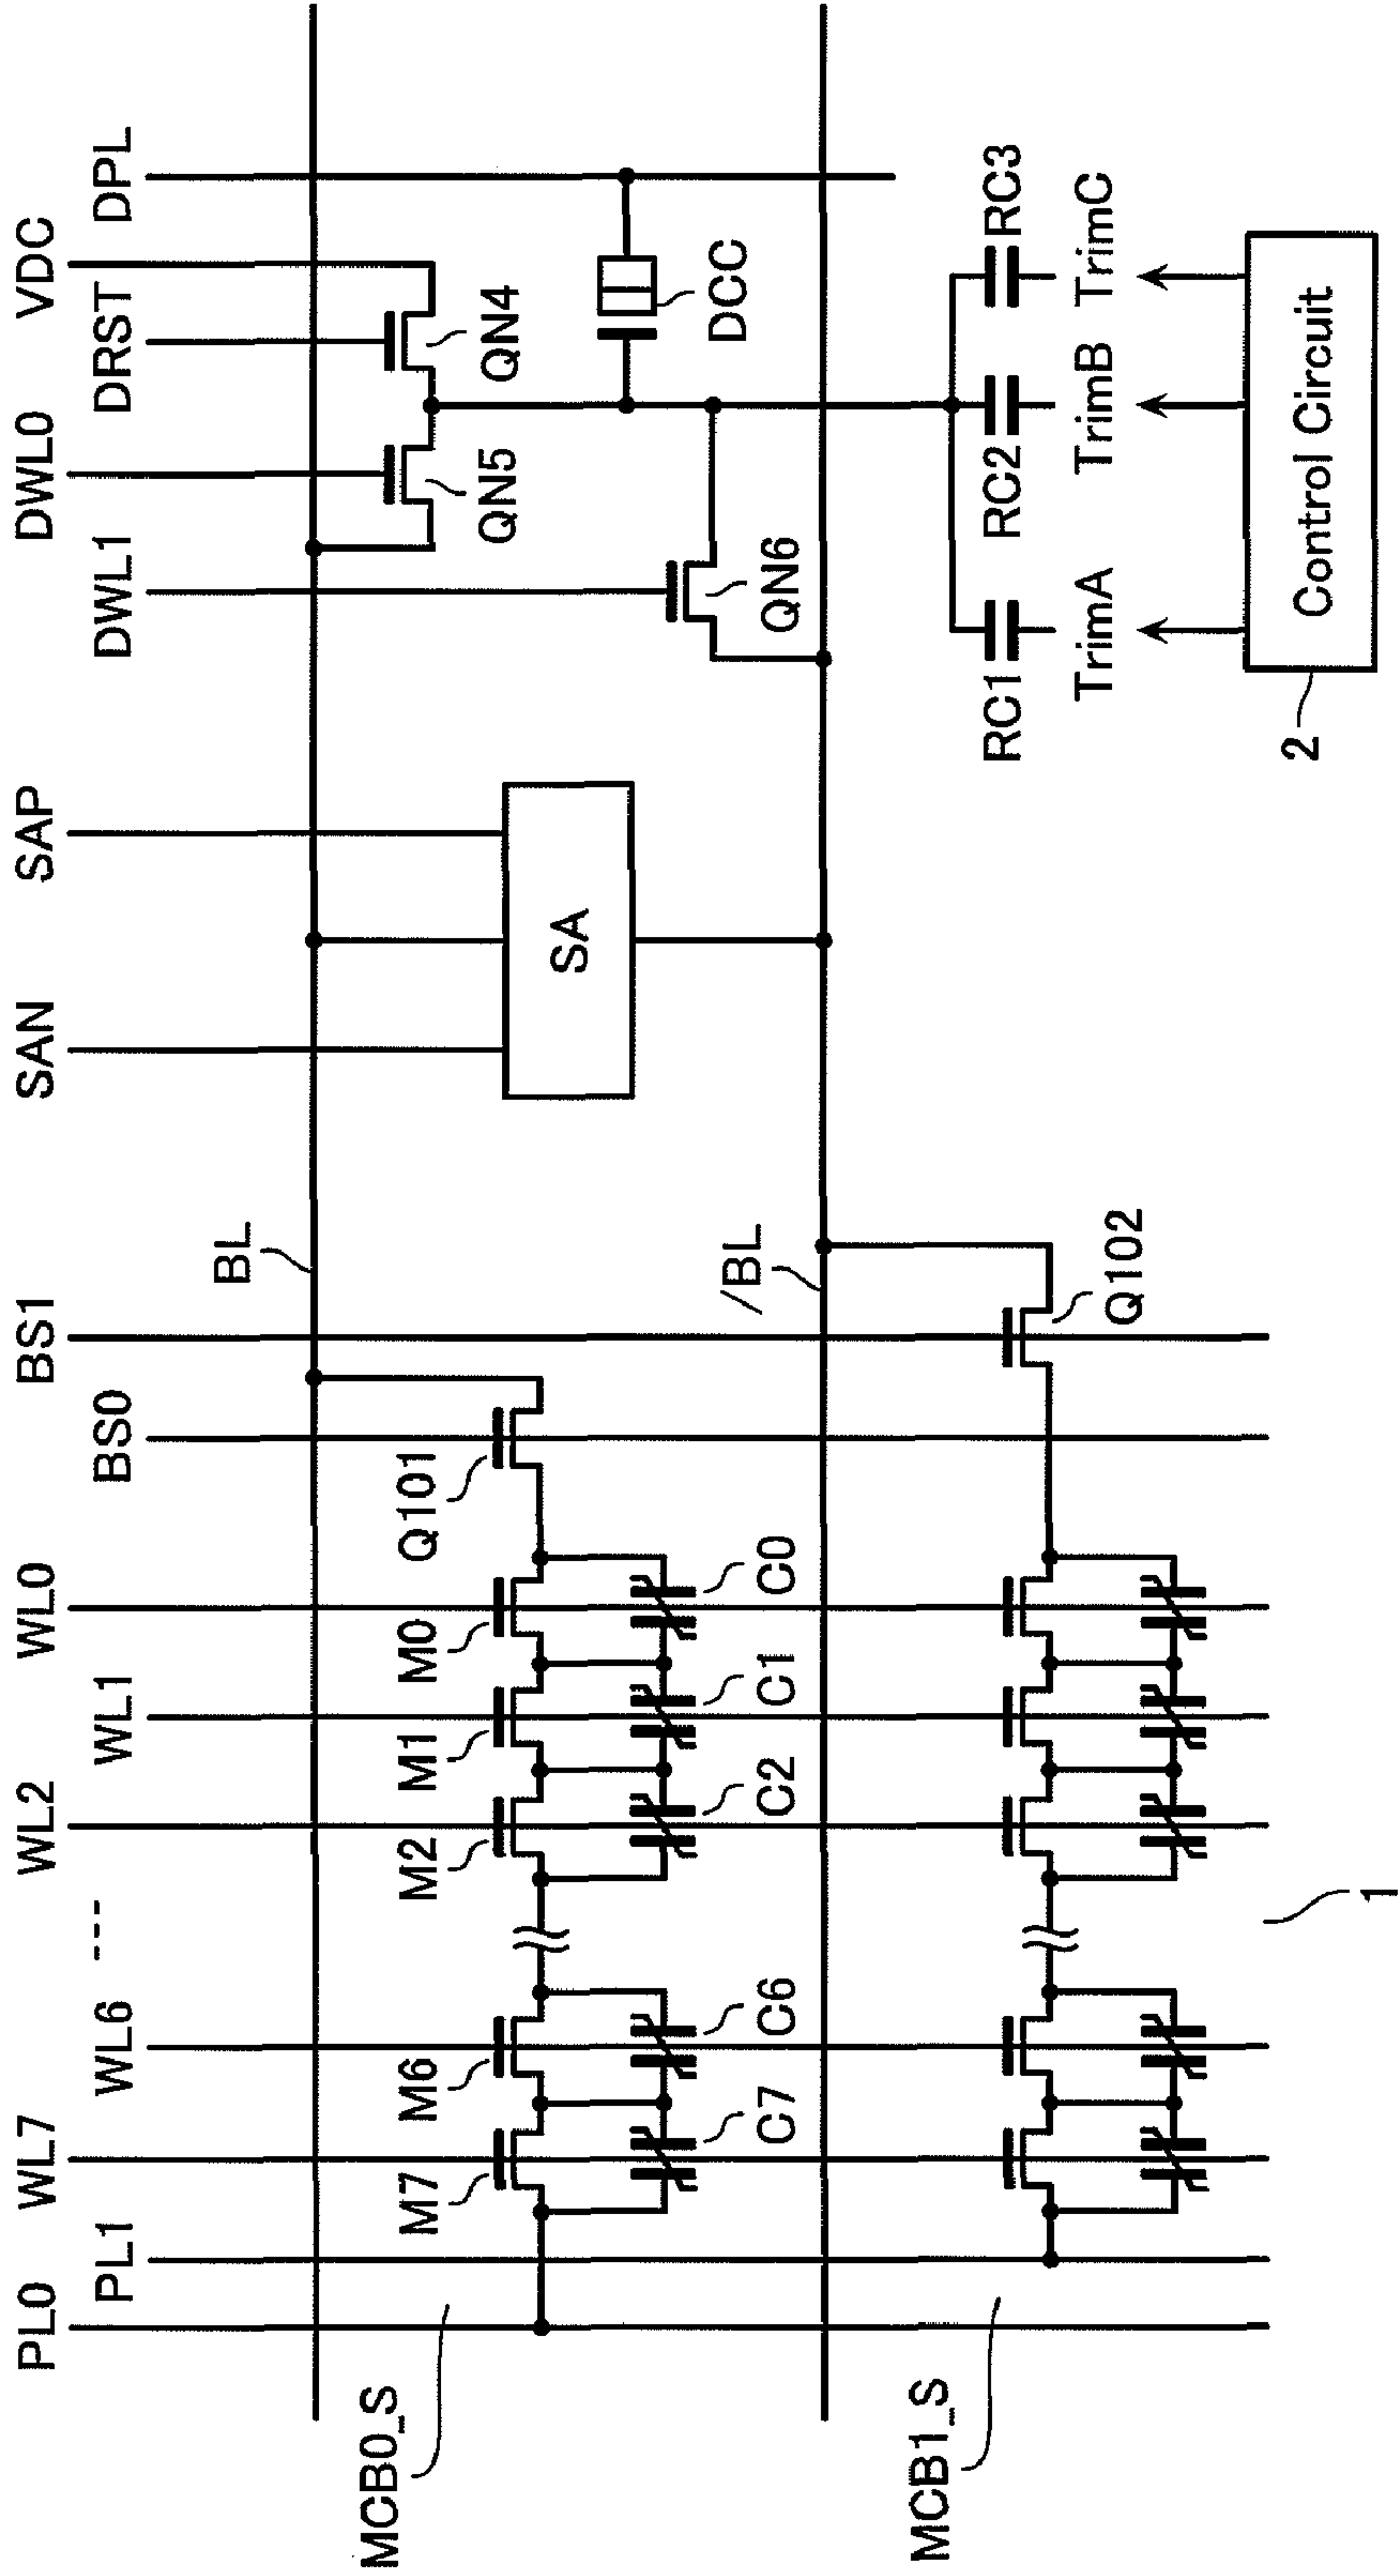 PL0
PL1
WL7
WL6
---
WL2
WL1
WL0
BS0
BS1
SAN
SAP
DWL1
DWL0
DRST
VDC
DPL
BL
MCB0_S
M7
M6
M2
M1
M0
Q101
C7
C6
C2
C1
C0
SA
QN5
QN4
DCC
QN6
/BL
MCB1_S
Q102
RC1
RC2
RC3
TrimA
TrimB
TrimC
Control Circuit
2
1